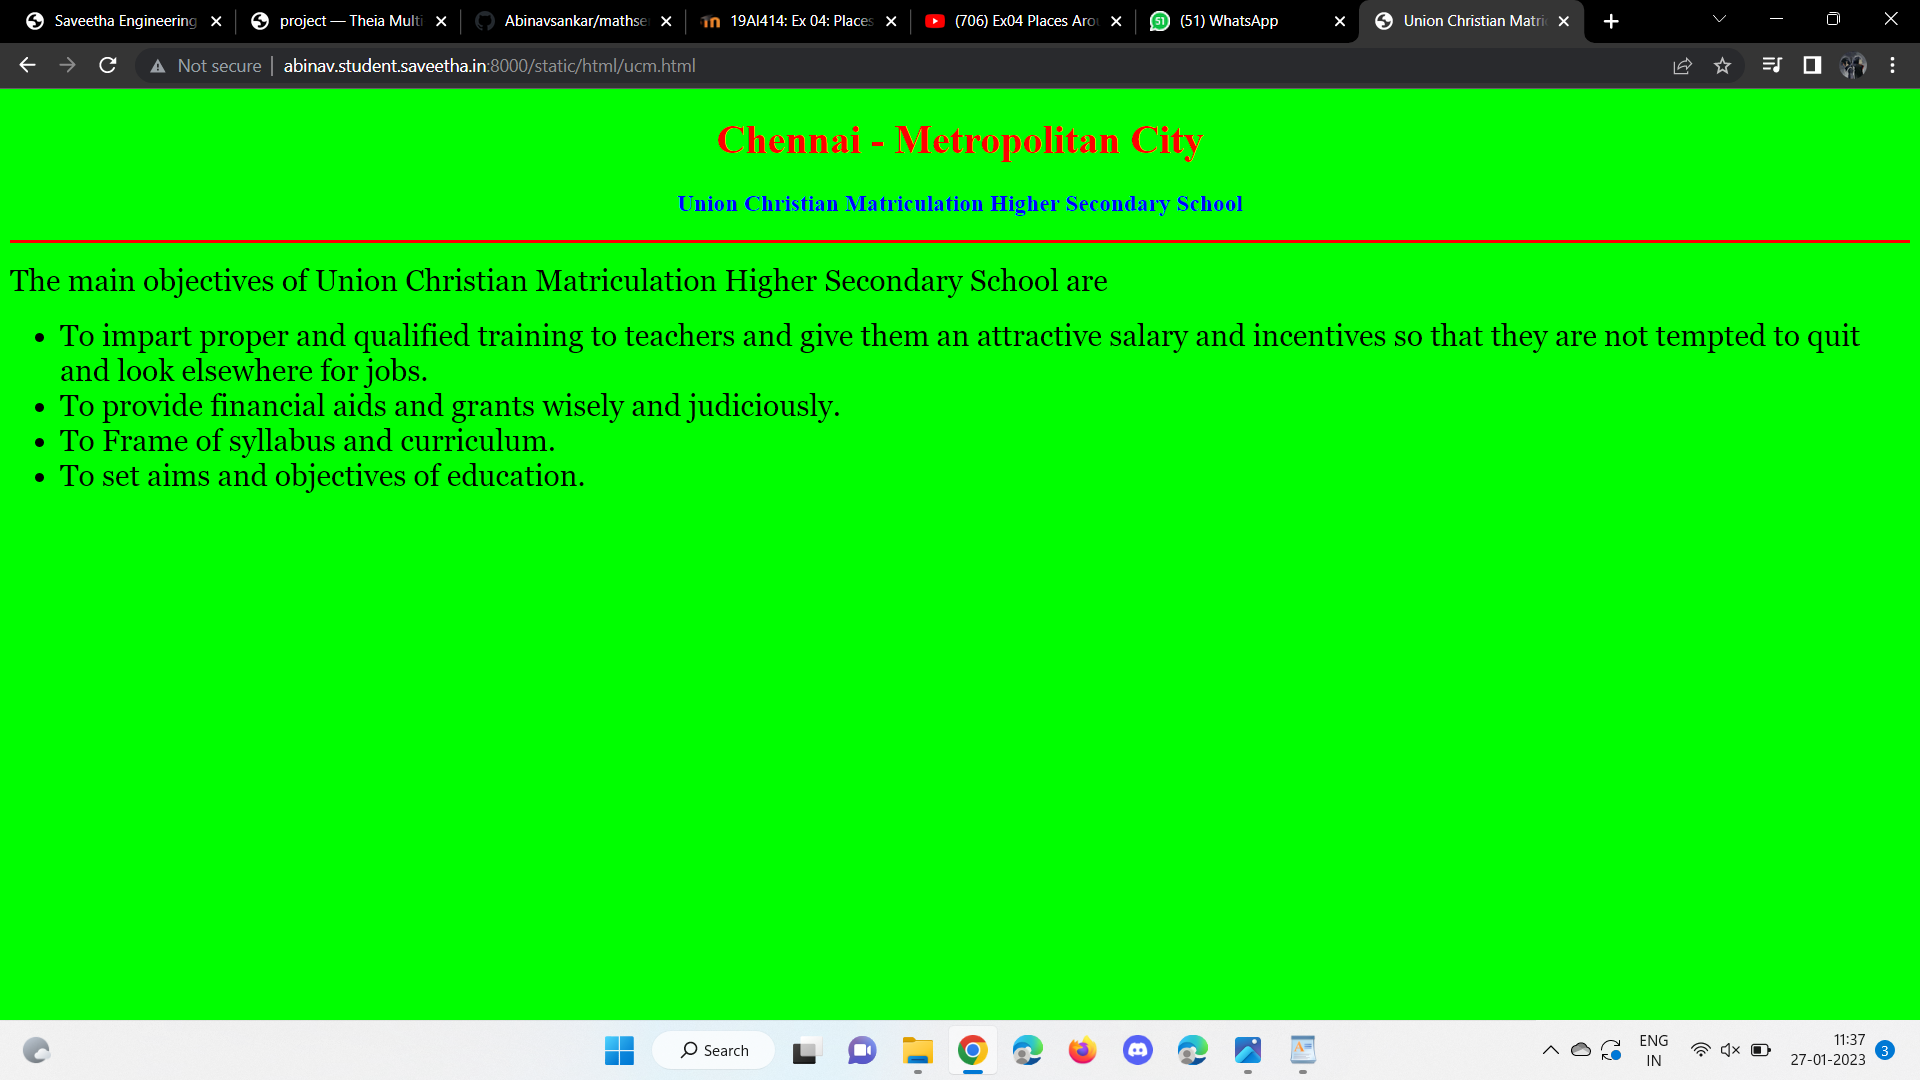 Saveetha Engineering
project — Theia Multi
Abinavsankar/mathse
19AI414: Ex 04: Places
(706) Ex04 Places Aro
(51) WhatsApp
Union Christian Matri
Not secure abinav.student.saveetha.in:8000/static/html/ucm.html
Chennai - Metropolitan City
Union Christian Matriculation Higher Secondary School
The main objectives of Union Christian Matriculation Higher Secondary School are
• To impart proper and qualified training to teachers and give them an attractive salary and incentives so that they are not tempted to quit
and look elsewhere for jobs.
• To provide financial aids and grants wisely and judiciously.
• To Frame of syllabus and curriculum.
• To set aims and objectives of education.
Search
ENG
IN
11:37
27-01-2023
3